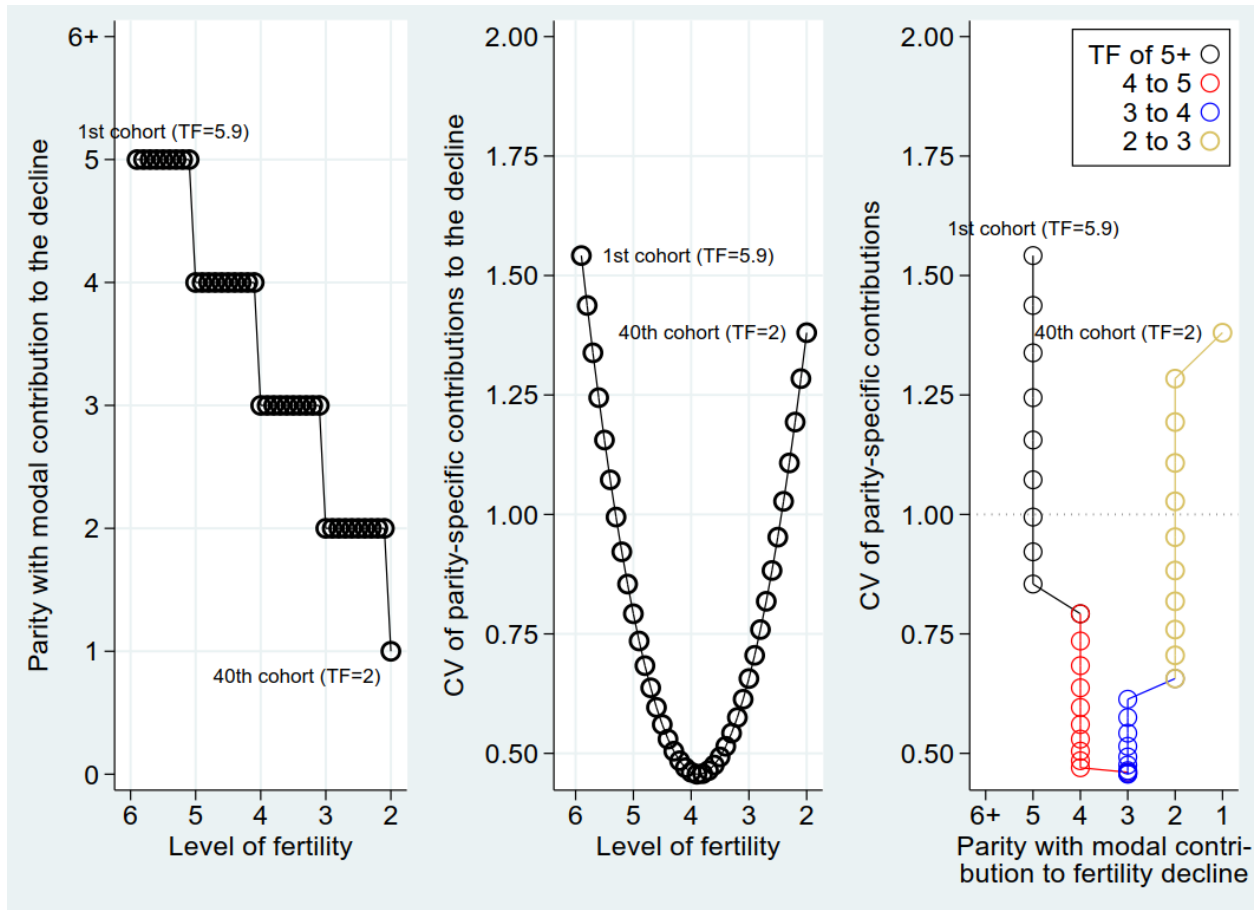 Parity with modal contribution to the decline
6+
5
4
3
2
1
0
1st cohort (TF=5.9)
40th cohort (TF=2)
6
5
4
3
2
Level of fertility
CV of parity-specific contributions to the decline
2.00
1.75
1.50
1.25
1.00
0.75
0.50
1st cohort (TF=5.9)
40th cohort (TF=2)
6
5
4
3
2
Level of fertility
CV of parity-specific contributions
2.00
1.75
1.50
1.25
1.00
0.75
0.50
TF of 5+
4 to 5
3 to 4
2 to 3
1st cohort (TF=5.9)
40th cohort (TF=2)
6+
5
4
3
2
1
Parity with modal contri-
bution to fertility decline